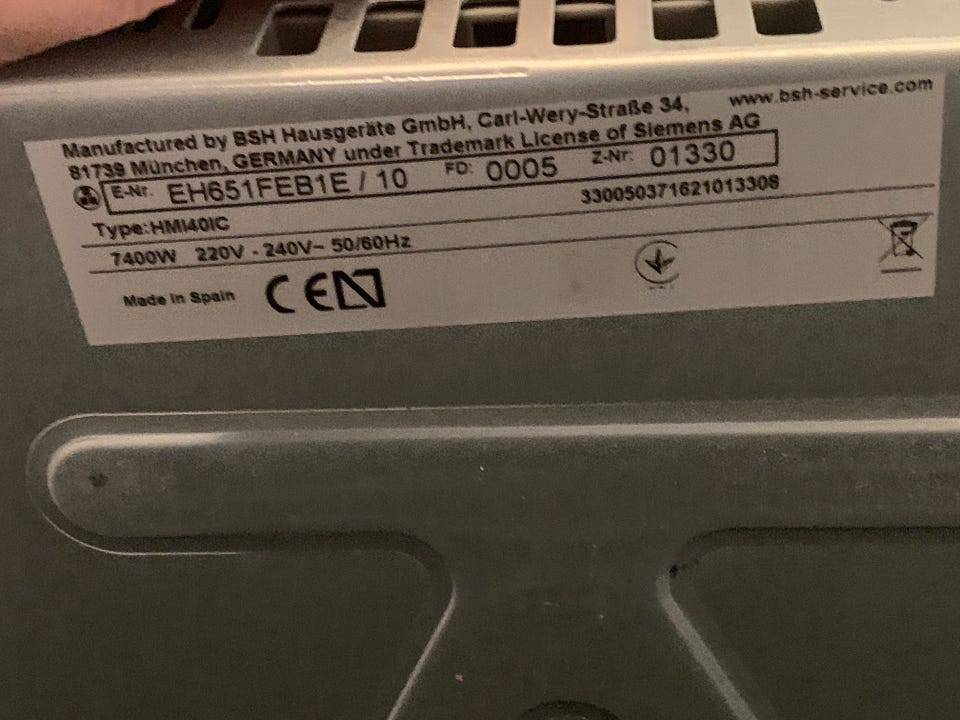 Manufactured by BSH Hausgeräte GmbH, Carl-Wery-Straße 34,
www.bsh-service.com
81739 München, GERMANY under Trademark License of Siemens AG
E-Nr. EH651FEB1E / 10 FD: 0005 Z-Nr: 01330
Type:HMI40IC
330050371621013308
7400W 220V - 240V~ 50/60Hz
Made in Spain CE